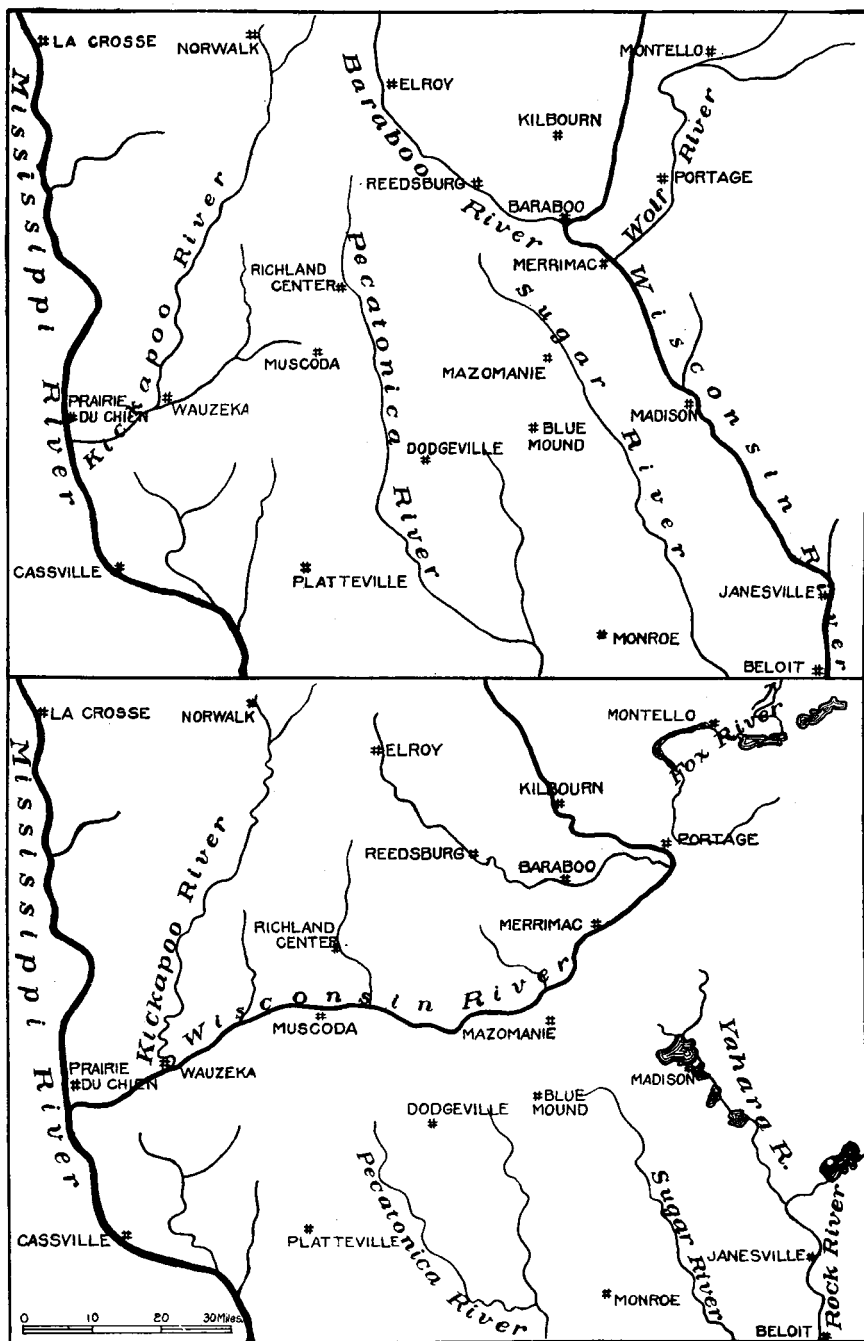 LA CROSSE
NORWALK
MONTELLO
Mississippi River
Baraboo River
ELROY
KILBOURN
Kickapoo River
REEDSBURG
PORTAGE
BARABOO
Wolf River
Pecatonica River
MERRIMAC
RICHLAND
CENTER
Sugar River
Wisconsin River
MUSCODA
MAZOMANIE
PRAIRIE
DU CHIEN
WAUZEKA
MADISON
DODGEVILLE
BLUE
MOUND
CASSVILLE
PLATTEVILLE
JANESVILLE
MONROE
BELOIT
LA CROSSE
NORWALK
MONTELLO
Fox River
Mississippi River
ELROY
KILBOURN
Kickapoo River
REEDSBURG
PORTAGE
BARABOO
RICHLAND
CENTER
MERRIMAC
Wisconsin River
MUSCODA
MAZOMANIE
PRAIRIE
DU CHIEN
WAUZEKA
Yahara R.
MADISON
DODGEVILLE
BLUE
MOUND
Pecatonica River
Sugar River
CASSVILLE
PLATTEVILLE
JANESVILLE
Rock River
MONROE
BELOIT
0 10 20 30 Miles.